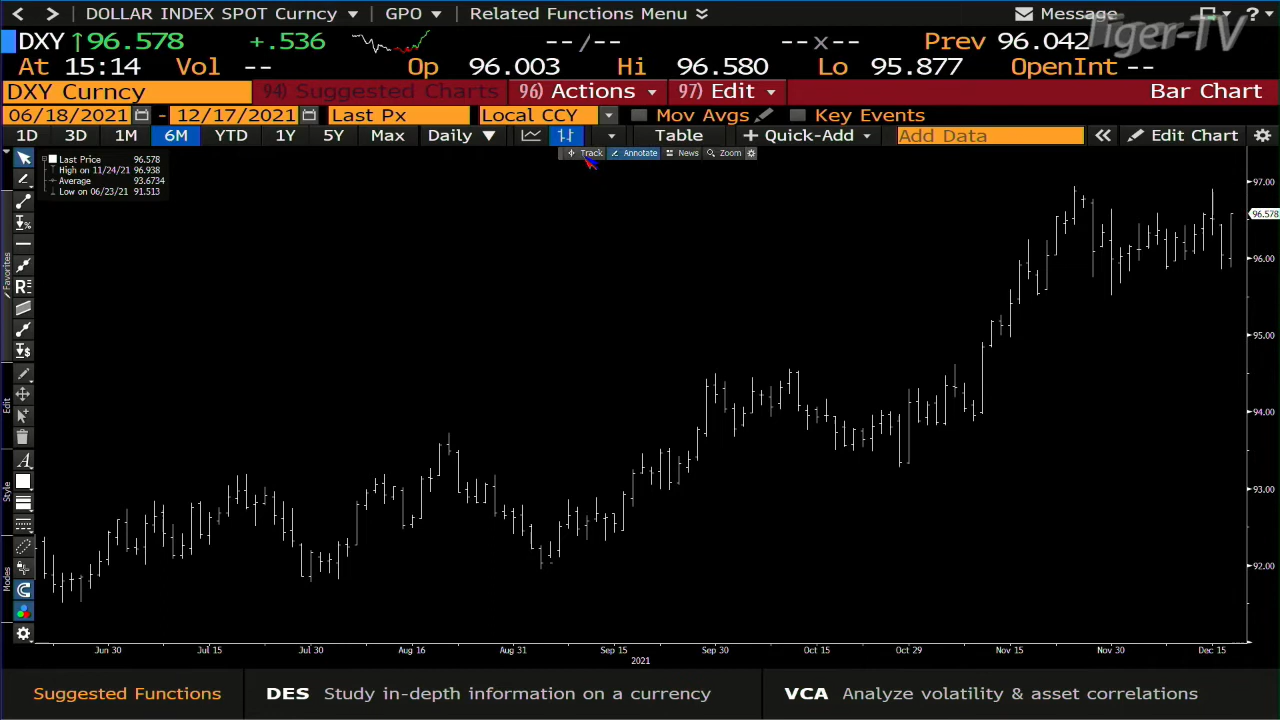 DOLLAR INDEX SPOT Curncy GPO Related Functions Menu Message ?
Tiger-TV
DXY ↑96.578 +.536 --/-- --x-- Prev 96.042
At 15:14 Vol -- Op 96.003 Hi 96.580 Lo 95.877 OpenInt --
DXY Curncy 94) Suggested Charts 96) Actions 97) Edit Bar Chart
06/18/2021 - 12/17/2021 Last Px Local CCY Mov Avgs Key Events
1D 3D 1M 6M YTD 1Y 5Y Max Daily Table + Quick-Add Add Data Edit Chart
Track Annotate News Zoom
Last Price 96.578
High on 11/24/21 96.938
Average 93.6734
Low on 06/23/21 91.513
97.00
96.578
96.00
95.00
94.00
93.00
92.00
Favorites
Edit
Style
Modes
Jun 30 Jul 15 Jul 30 Aug 16 Aug 31 Sep 15 Sep 30 Oct 15 Oct 29 Nov 15 Nov 30 Dec 15
2021
Suggested Functions DES Study in-depth information on a currency VCA Analyze volatility & asset correlations